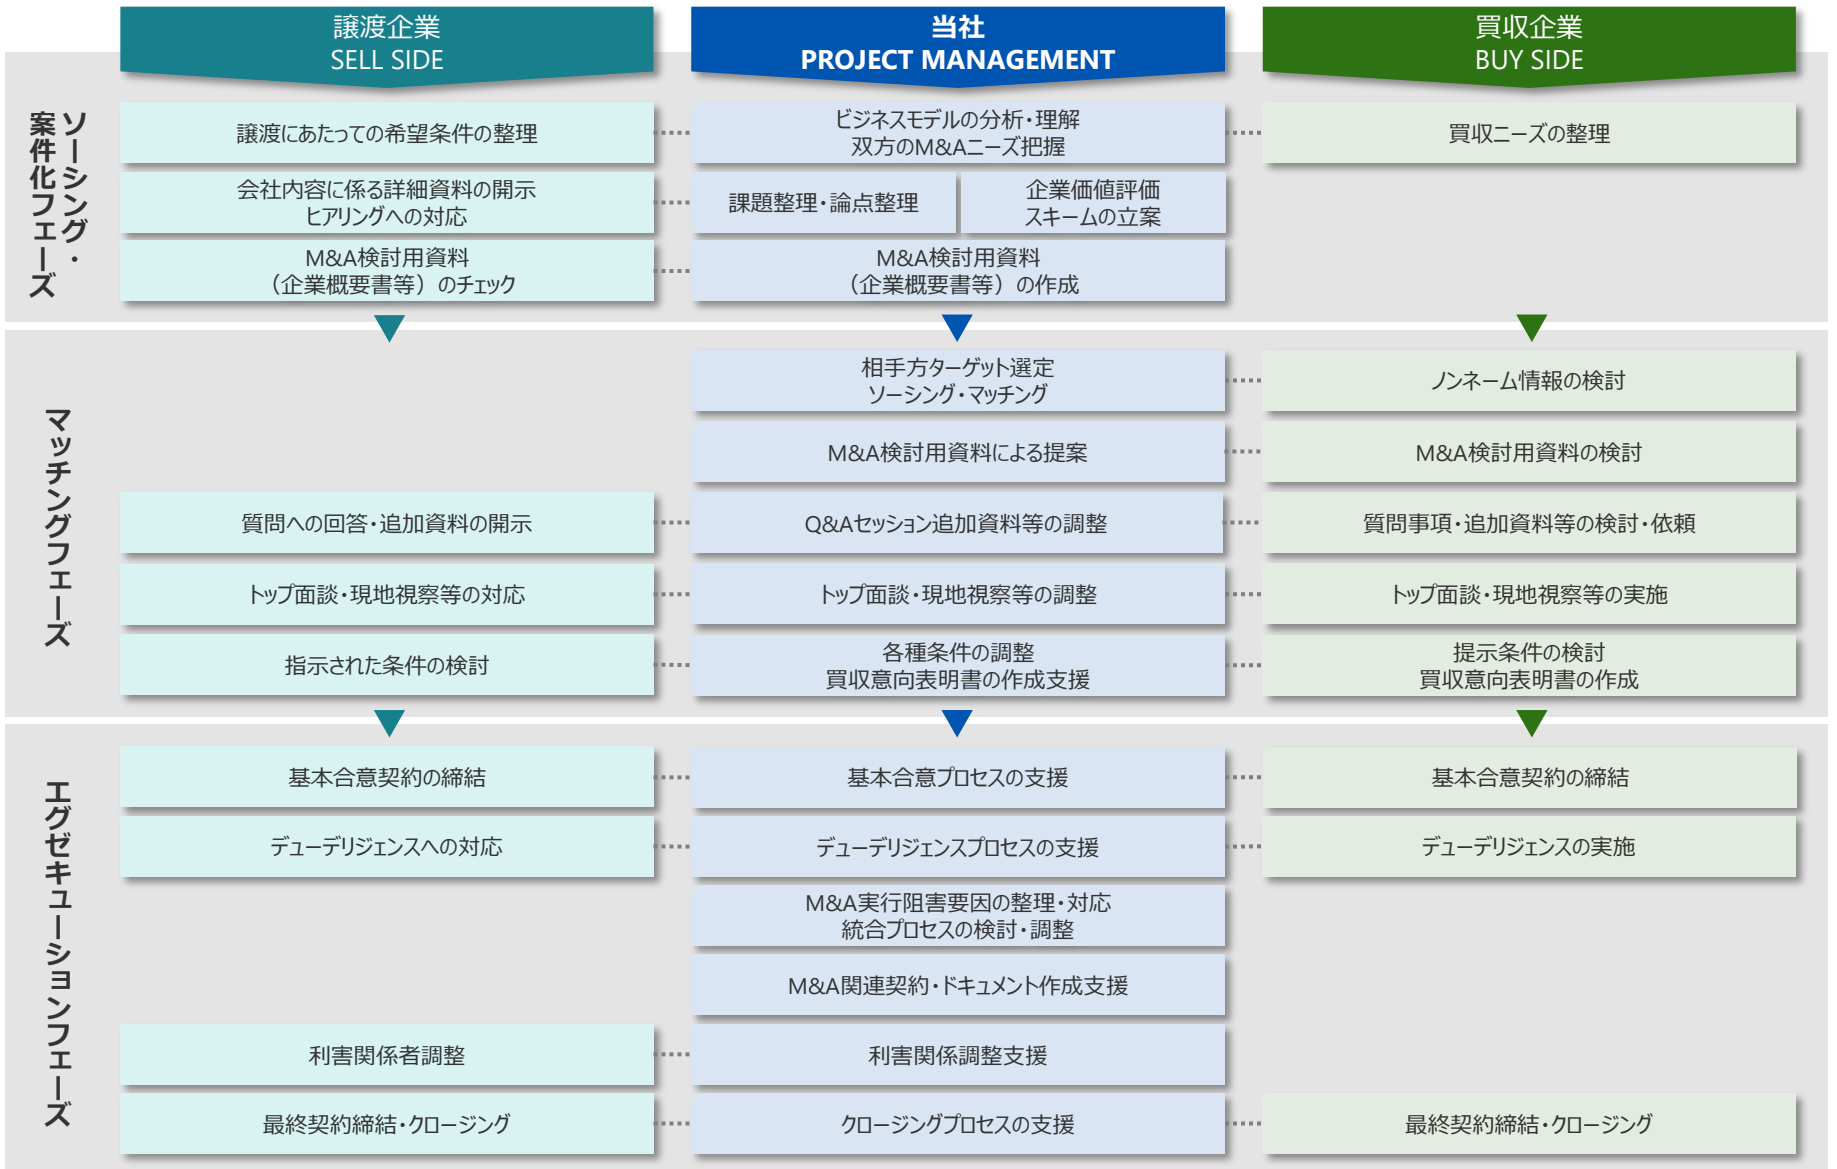 譲渡企業
SELL SIDE
当社
PROJECT MANAGEMENT
買収企業
BUY SIDE
ソーシング・
案件化フェーズ
譲渡にあたっての希望条件の整理
ビジネスモデルの分析・理解
双方のM&Aニーズ把握
買収ニーズの整理
会社内容に係る詳細資料の開示
ヒアリングへの対応
課題整理・論点整理
企業価値評価
スキームの立案
M&A検討用資料
（企業概要書等）のチェック
M&A検討用資料
（企業概要書等）の作成
マッチングフェーズ
相手方ターゲット選定
ソーシング・マッチング
ノンネーム情報の検討
M&A検討用資料による提案
M&A検討用資料の検討
質問への回答・追加資料の開示
Q&Aセッション追加資料等の調整
質問事項・追加資料等の検討・依頼
トップ面談・現地視察等の対応
トップ面談・現地視察等の調整
トップ面談・現地視察等の実施
指示された条件の検討
各種条件の調整
買収意向表明書の作成支援
提示条件の検討
買収意向表明書の作成
エグゼキューションフェーズ
基本合意契約の締結
基本合意プロセスの支援
基本合意契約の締結
デューデリジェンスへの対応
デューデリジェンスプロセスの支援
デューデリジェンスの実施
M&A実行阻害要因の整理・対応
統合プロセスの検討・調整
M&A関連契約・ドキュメント作成支援
利害関係者調整
利害関係調整支援
最終契約締結・クロージング
クロージングプロセスの支援
最終契約締結・クロージング